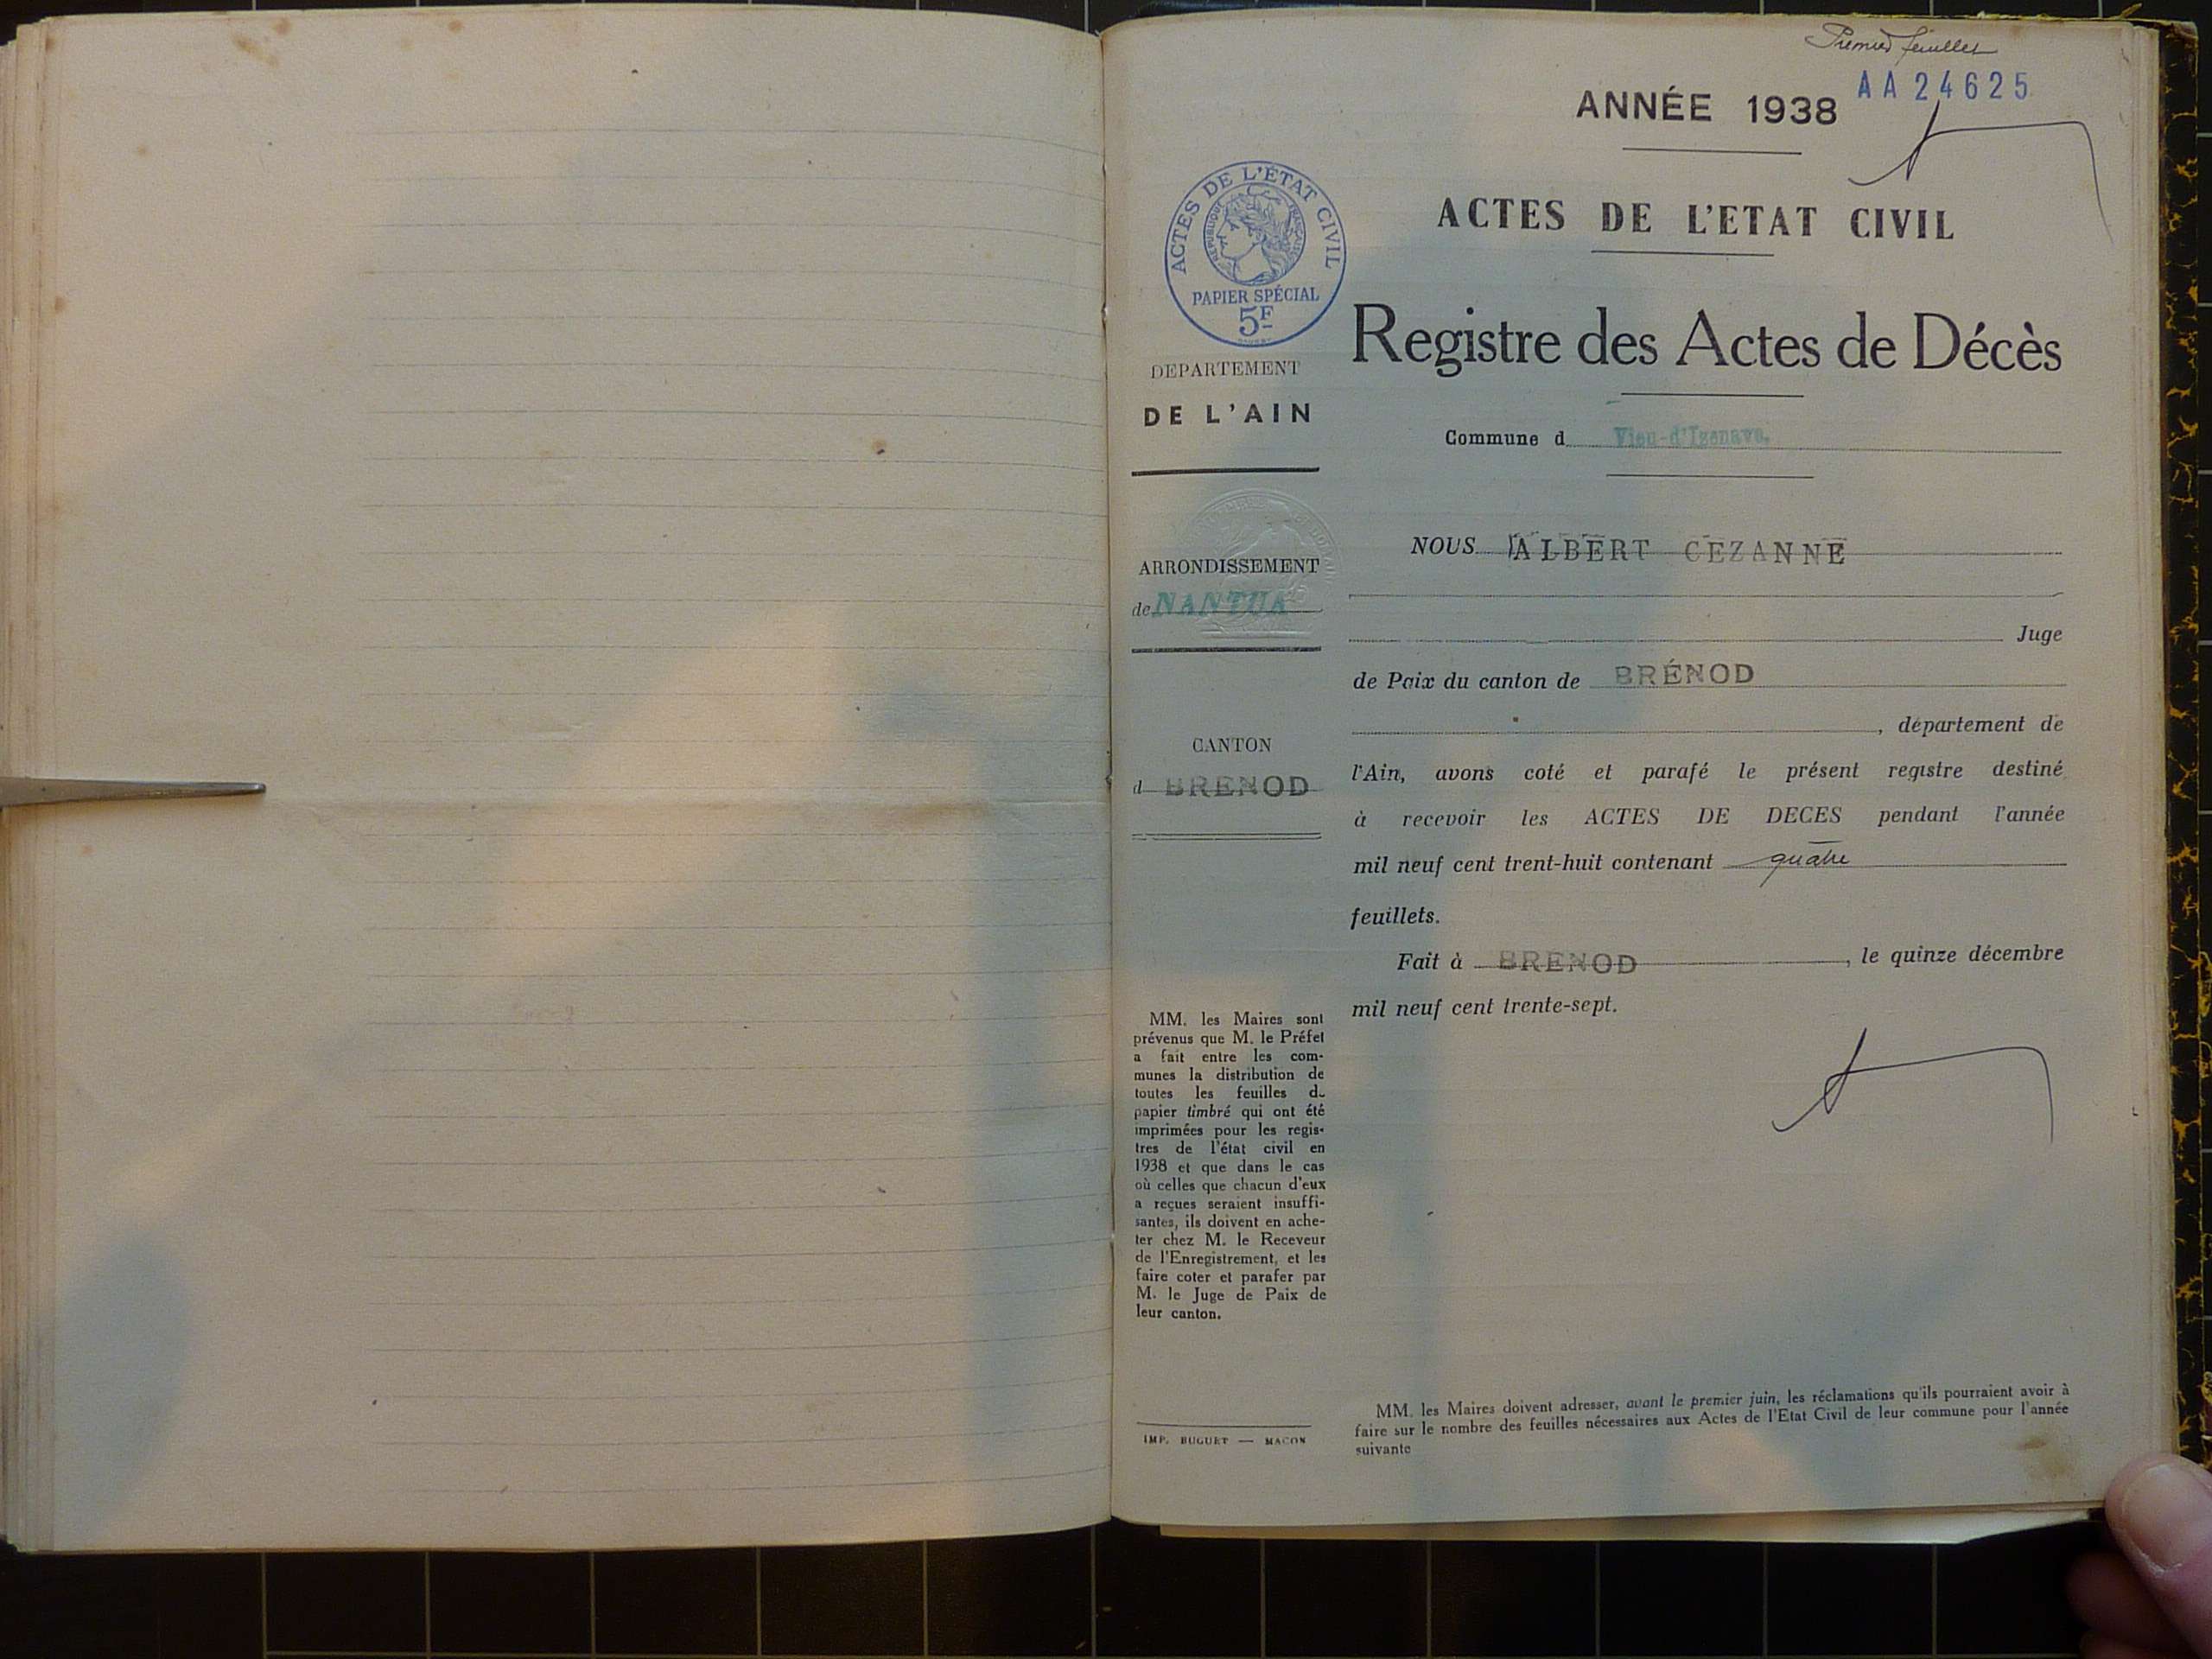 Premier feuillet
AA24625
ANNÉE 1938
ACTES DE L'ETAT CIVIL
Registre des Actes de Décès
Commune d Vieu-d'Izenave.
NOUS ALBERT CEZANNE
Juge
de Paix du canton de BRÉNOD
, département de
l'Ain, avons coté et parafé le présent registre destiné
à recevoir les ACTES DE DECES pendant l'année
mil neuf cent trent-huit contenant quatre
feuillets.
Fait à BRENOD, le quinze décembre
mil neuf cent trente-sept.
ACTES DE L'ÉTAT CIVIL
RÉPUBLIQUE FRANÇAISE
PAPIER SPÉCIAL
5F
DEPARTEMENT
DE L'AIN
ARRONDISSEMENT
de NANTUA
CANTON
d BRENOD
MM. les Maires sont
prévenus que M. le Préfet
a fait entre les com-
munes la distribution de
toutes les feuilles de
papier timbré qui ont été
imprimées pour les regis-
tres de l'état civil en
1938 et que dans le cas
où celles que chacun d'eux
a reçues seraient insuffi-
santes, ils doivent en ache-
ter chez M. le Receveur
de l'Enregistrement, et les
faire coter et parafer par
M. le Juge de Paix de
leur canton.
IMP. BUGUET — MACON
MM. les Maires doivent adresser, avant le premier juin, les réclamations qu'ils pourraient avoir à
faire sur le nombre des feuilles nécessaires aux Actes de l'Etat Civil de leur commune pour l'année
suivante